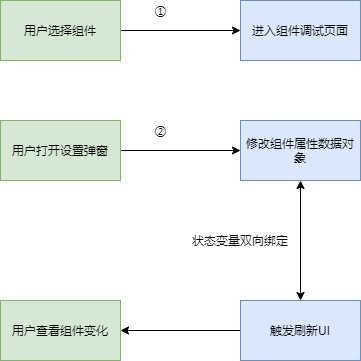 ①
用户选择组件
进入组件调试页面
②
用户打开设置弹窗
修改组件属性数据对
象
状态变量双向绑定
用户查看组件变化
触发刷新UI